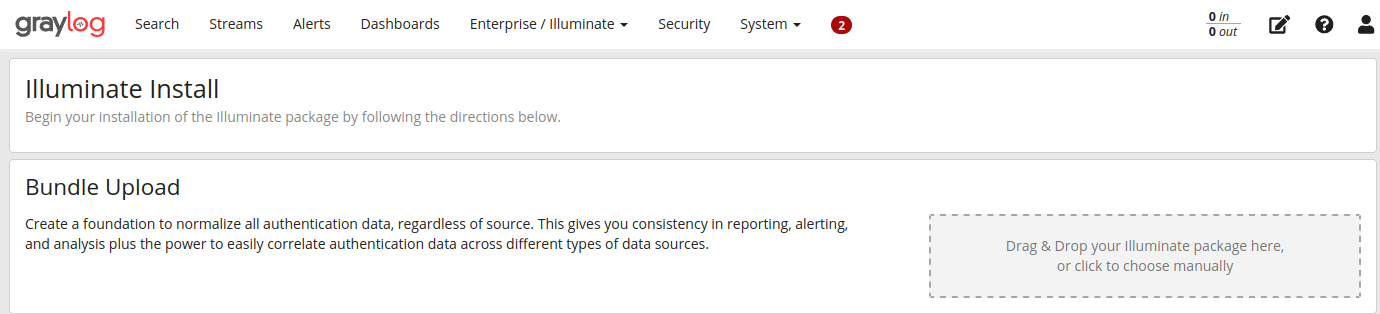 graylog Search Streams Alerts Dashboards Enterprise / Illuminate Security System 2 0 in
0 out
Illuminate Install
Begin your installation of the Illuminate package by following the directions below.
Bundle Upload
Create a foundation to normalize all authentication data, regardless of source. This gives you consistency in reporting, alerting,
and analysis plus the power to easily correlate authentication data across different types of data sources.
Drag & Drop your Illuminate package here,
or click to choose manually